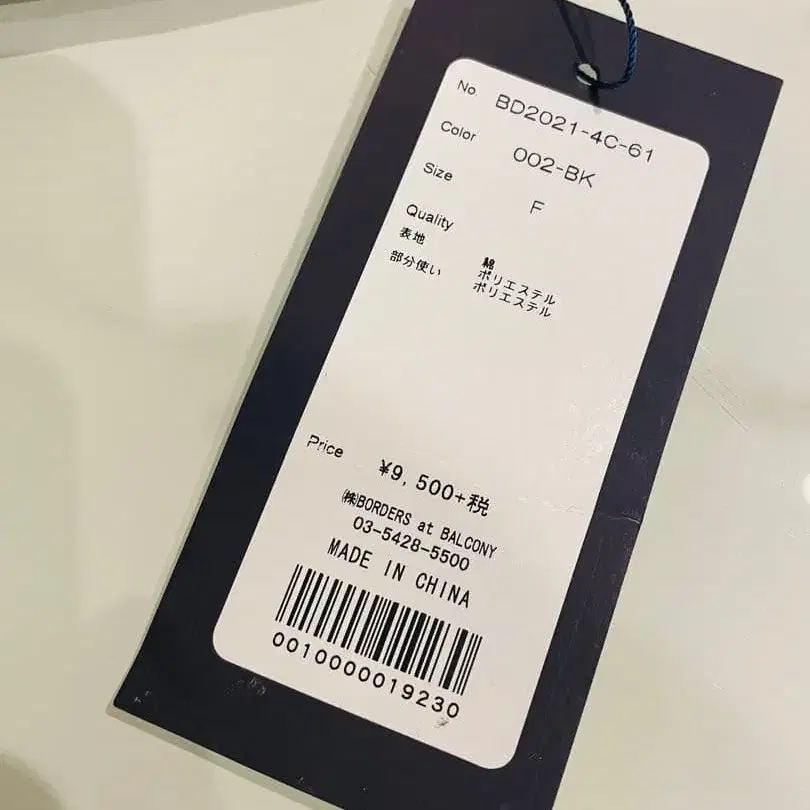 No. BD2021-4C-61
Color 002-BK
Size F
Quality
表地 綿
ポリエステル
部分使い ポリエステル
Price ¥9,500+税
㈱BORDERS at BALCONY
03-5428-5500
MADE IN CHINA
0010000019230